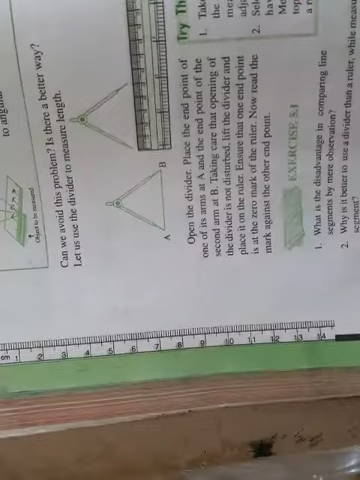 to angular
Object to be measured
Can we avoid this problem? Is there a better way?
Let us use the divider to measure length.
A B
Open the divider. Place the end point of
one of its arms at A and the end point of the
second arm at B. Taking care that opening of
the divider is not disturbed, lift the divider and
place it on the ruler. Ensure that one end point
is at the zero mark of the ruler. Now read the
mark against the other end point.
EXERCISE 5.1
1. What is the disadvantage in comparing line
segments by mere observation?
2. Why is it better to use a divider than a ruler, while
segment?
Try Th
1. Take
the
2.
cm 1 2 3 4 5 6 7 8 9 10 11 12 13 14